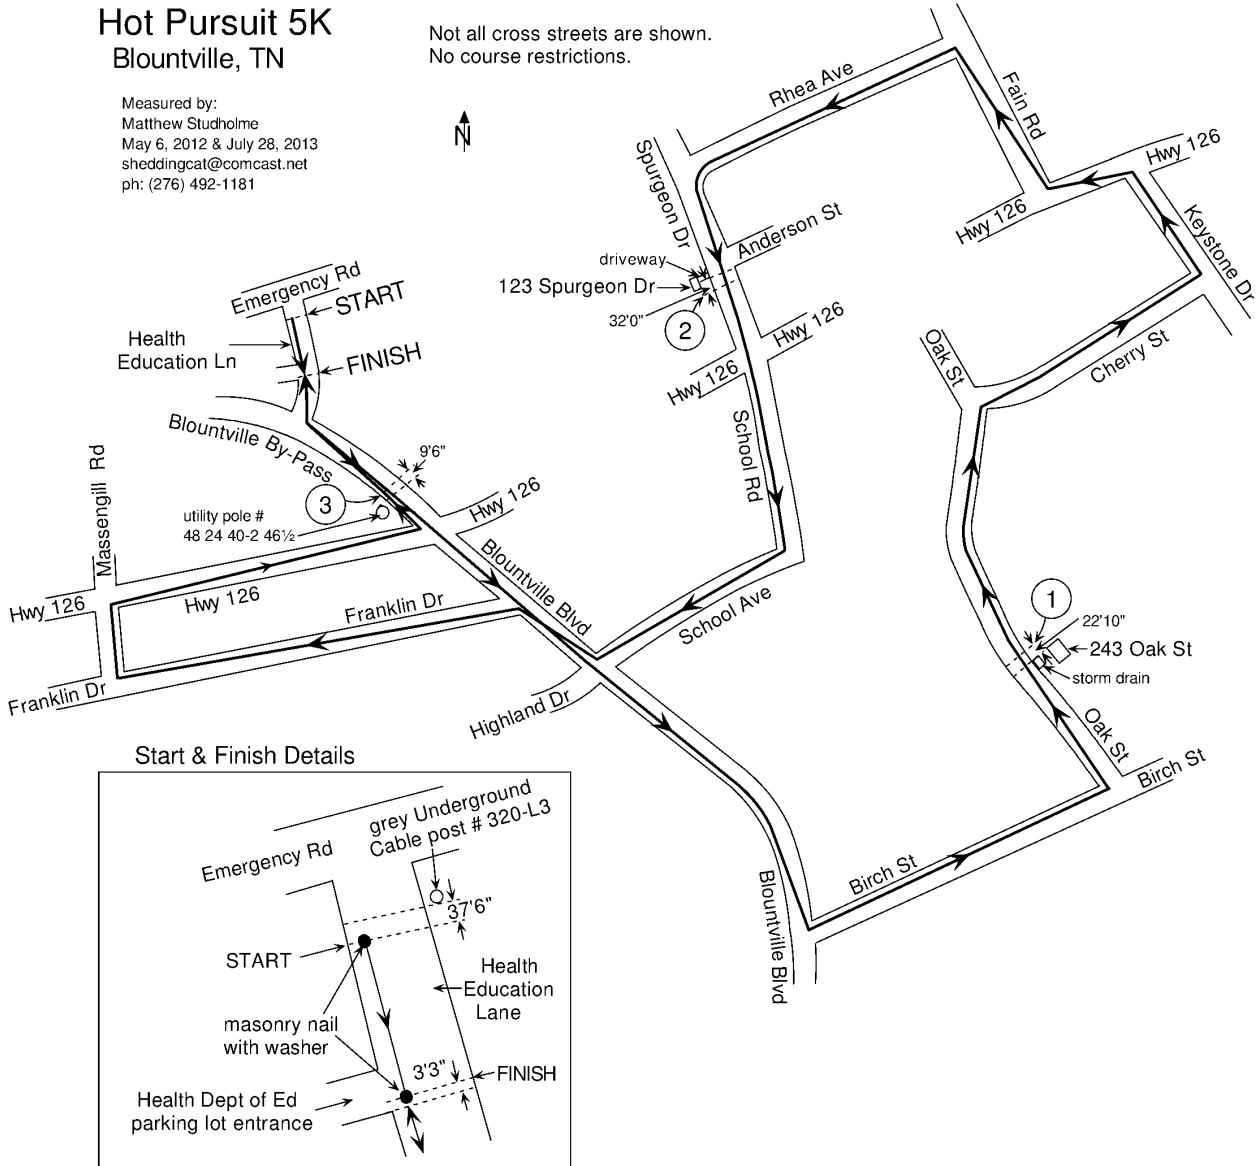 Hot Pursuit 5K
Blountville, TN
Not all cross streets are shown.
No course restrictions.
Measured by:
Matthew Studholme
May 6, 2012 & July 28, 2013
sheddingcat@comcast.net
ph: (276) 492-1181
N
Rhea Ave
Fain Rd
Hwy 126
Hwy 126
Keystone Dr
Spurgeon Dr
Anderson St
driveway
123 Spurgeon Dr
32'0"
2
Hwy 126
Hwy 126
Emergency Rd
START
Health
Education Ln
FINISH
Oak St
Cherry St
Blountville By-Pass
9'6"
3
utility pole #
48 24 40-2 46½
Massengill Rd
Hwy 126
School Rd
Hwy 126
Hwy 126
Blountville Blvd
Franklin Dr
School Ave
1
22'10"
243 Oak St
storm drain
Franklin Dr
Highland Dr
Oak St
Birch St
Birch St
Blountville Blvd
Start & Finish Details
grey Underground
Cable post # 320-L3
Emergency Rd
37'6"
START
Health
Education
Lane
masonry nail
with washer
3'3"
FINISH
Health Dept of Ed
parking lot entrance